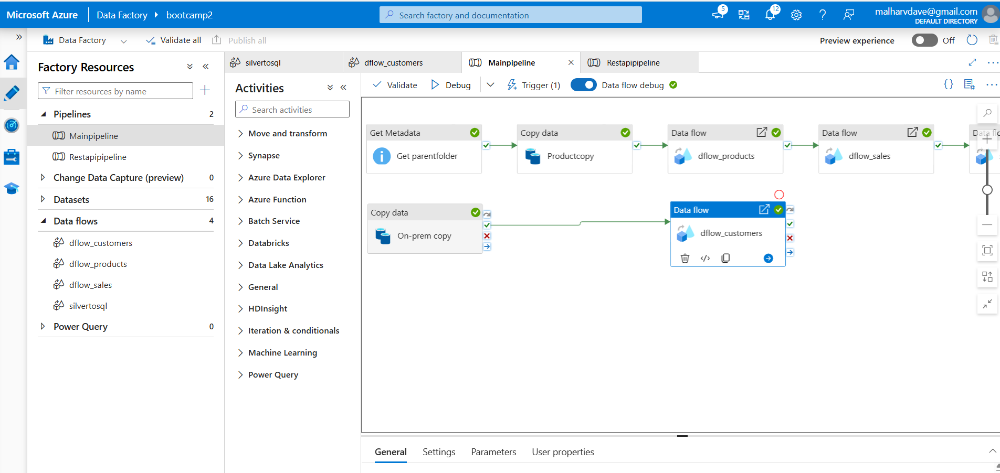 Microsoft Azure
Data Factory
bootcamp2
Search factory and documentation
5
12
malharvdave@gmail.com
DEFAULT DIRECTORY
Data Factory
Validate all
Publish all
Preview experience
Off
Factory Resources
Filter resources by name
Pipelines 2
Mainpipeline
Restapipipeline
Change Data Capture (preview) 0
Datasets 16
Data flows 4
dflow_customers
dflow_products
dflow_sales
silvertosql
Power Query 0
silvertosql
dflow_customers
Mainpipeline
Restapipipeline
Activities
Search activities
Move and transform
Synapse
Azure Data Explorer
Azure Function
Batch Service
Databricks
Data Lake Analytics
General
HDInsight
Iteration & conditionals
Machine Learning
Power Query
Validate
Debug
Trigger (1)
Data flow debug
Get Metadata
Get parentfolder
Copy data
Productcopy
Data flow
dflow_products
Data flow
dflow_sales
Copy data
On-prem copy
Data flow
dflow_customers
General
Settings
Parameters
User properties